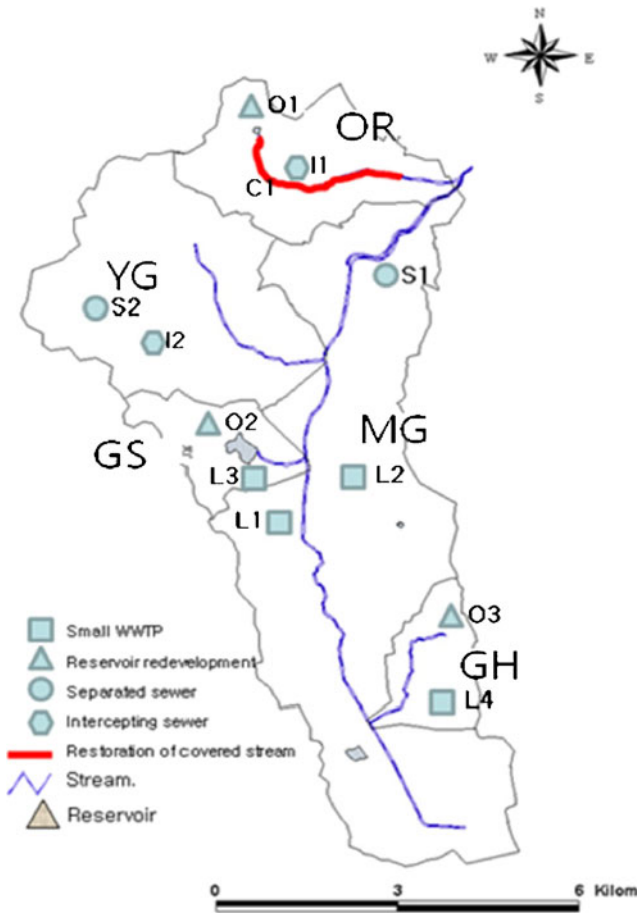 N
W E
S
O1
OR
I1
C1
YG
S1
S2
I2
O2
MG
GS
L3
L2
L1
O3
GH
L4
Small WWTP
Reservoir redevelopment
Separated sewer
Intercepting sewer
Restoration of covered stream
Stream.
Reservoir
0 3 6 Kilom